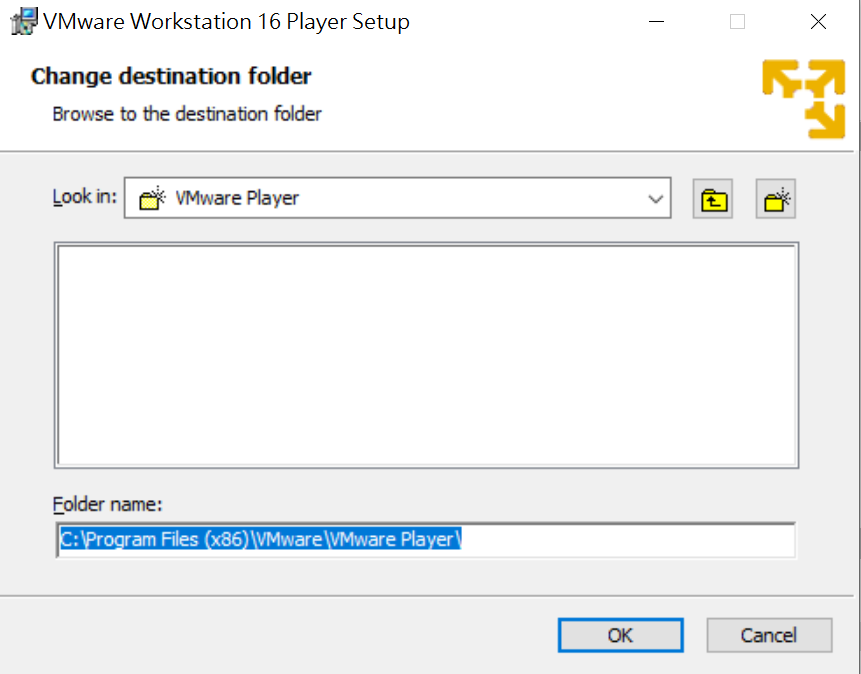 VMware Workstation 16 Player Setup
Change destination folder
Browse to the destination folder
Look in: VMware Player
Folder name:
C:\Program Files (x86)\VMware\VMware Player\
OK Cancel